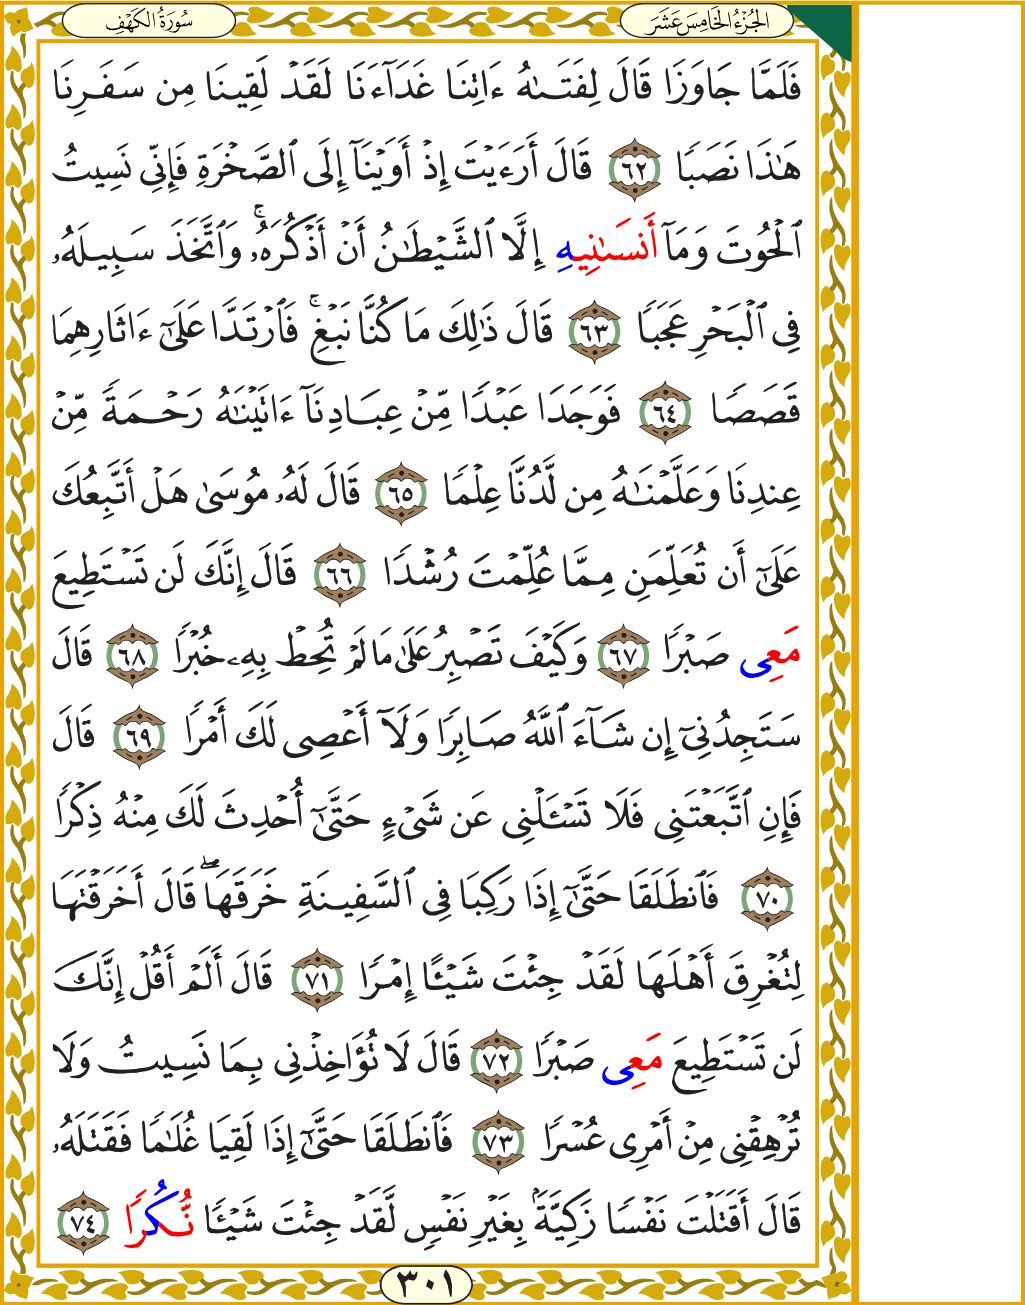 الجُزْءُ الْخَامِسَ عَشَرَ
سُورَةُ الكَهْفِ
فَلَمَّا جَاوَزَا قَالَ لِفَتَىٰهُ ءَاتِنَا غَدَآءَنَا لَقَدْ لَقِينَا مِن سَفَرِنَا
هَٰذَا نَصَبًا ٦٢ قَالَ أَرَءَيْتَ إِذْ أَوَيْنَآ إِلَى ٱلصَّخْرَةِ فَإِنِّى نَسِيتُ
ٱلْحُوتَ وَمَآ أَنسَىٰنِيهِ إِلَّا ٱلشَّيْطَٰنُ أَنْ أَذْكُرَهُۥ ۚ وَٱتَّخَذَ سَبِيلَهُۥ
فِى ٱلْبَحْرِ عَجَبًا ٦٣ قَالَ ذَٰلِكَ مَا كُنَّا نَبْغِ ۚ فَٱرْتَدَّا عَلَىٰٓ ءَاثَارِهِمَا
قَصَصًا ٦٤ فَوَجَدَا عَبْدًا مِّنْ عِبَادِنَآ ءَاتَيْنَٰهُ رَحْمَةً مِّنْ
عِندِنَا وَعَلَّمْنَٰهُ مِن لَّدُنَّا عِلْمًا ٦٥ قَالَ لَهُۥ مُوسَىٰ هَلْ أَتَّبِعُكَ
عَلَىٰٓ أَن تُعَلِّمَنِ مِمَّا عُلِّمْتَ رُشْدًا ٦٦ قَالَ إِنَّكَ لَن تَسْتَطِيعَ
مَعِى صَبْرًا ٦٧ وَكَيْفَ تَصْبِرُ عَلَىٰ مَا لَمْ تُحِطْ بِهِۦ خُبْرًا ٦٨ قَالَ
سَتَجِدُنِىٓ إِن شَآءَ ٱللَّهُ صَابِرًا وَلَآ أَعْصِى لَكَ أَمْرًا ٦٩ قَالَ
فَإِنِ ٱتَّبَعْتَنِى فَلَا تَسْـَٔلْنِى عَن شَىْءٍ حَتَّىٰٓ أُحْدِثَ لَكَ مِنْهُ ذِكْرًا
٧٠ فَٱنطَلَقَا حَتَّىٰٓ إِذَا رَكِبَا فِى ٱلسَّفِينَةِ خَرَقَهَا ۖ قَالَ أَخَرَقْتَهَا
لِتُغْرِقَ أَهْلَهَا لَقَدْ جِئْتَ شَيْـًٔا إِمْرًا ٧١ قَالَ أَلَمْ أَقُلْ إِنَّكَ
لَن تَسْتَطِيعَ مَعِى صَبْرًا ٧٢ قَالَ لَا تُؤَاخِذْنِى بِمَا نَسِيتُ وَلَا
تُرْهِقْنِى مِنْ أَمْرِى عُسْرًا ٧٣ فَٱنطَلَقَا حَتَّىٰٓ إِذَا لَقِيَا غُلَٰمًا فَقَتَلَهُۥ
قَالَ أَقَتَلْتَ نَفْسًا زَكِيَّةًۢ بِغَيْرِ نَفْسٍ لَّقَدْ جِئْتَ شَيْـًٔا نُّكُرًا ٧٤
٣٠١